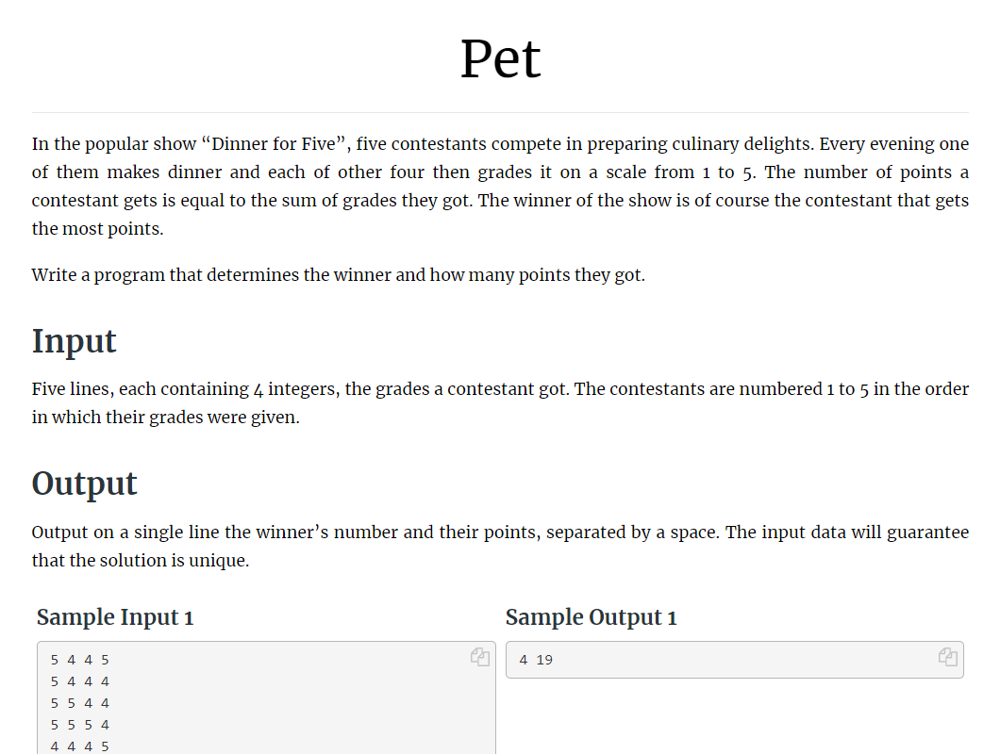 Pet
In the popular show “Dinner for Five”, five contestants compete in preparing culinary delights. Every evening one
of them makes dinner and each of other four then grades it on a scale from 1 to 5. The number of points a
contestant gets is equal to the sum of grades they got. The winner of the show is of course the contestant that gets
the most points.
Write a program that determines the winner and how many points they got.
Input
Five lines, each containing 4 integers, the grades a contestant got. The contestants are numbered 1 to 5 in the order
in which their grades were given.
Output
Output on a single line the winner’s number and their points, separated by a space. The input data will guarantee
that the solution is unique.
Sample Input 1
5 4 4 5
5 4 4 4
5 5 4 4
5 5 5 4
4 4 4 5
Sample Output 1
4 19